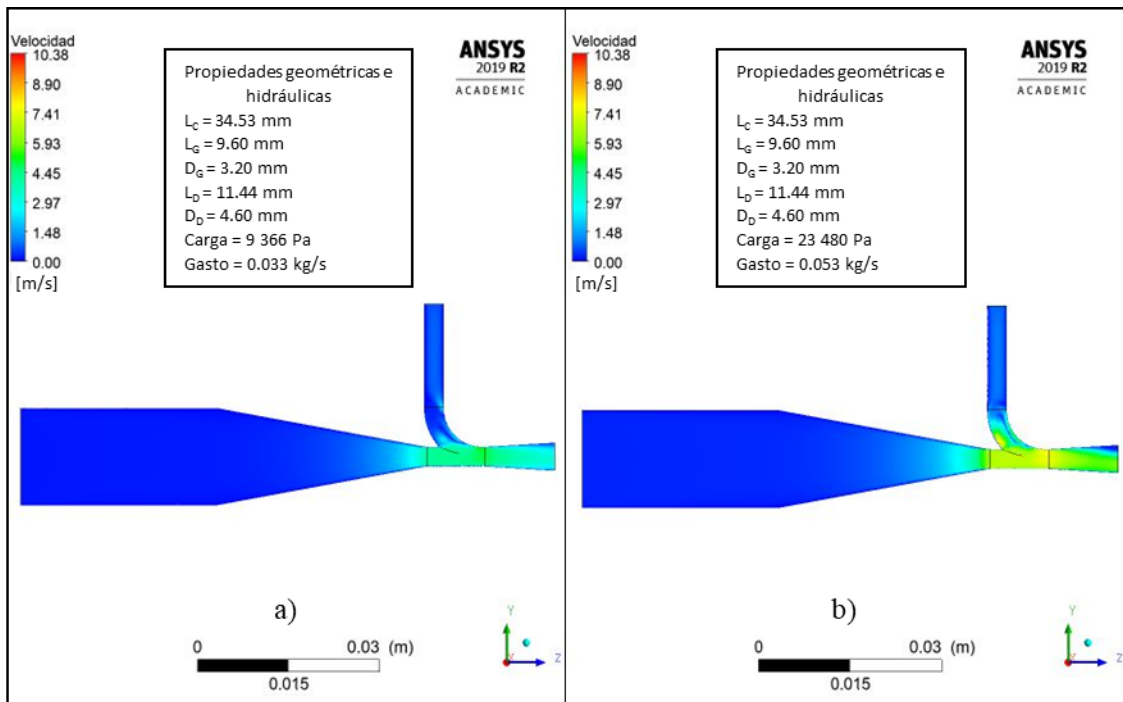 Velocidad
10.38
8.90
7.41
5.93
4.45
2.97
1.48
0.00
[m/s]
Propiedades geométricas e
hidráulicas
L_C = 34.53 mm
L_G = 9.60 mm
D_G = 3.20 mm
L_D = 11.44 mm
D_D = 4.60 mm
Carga = 9 366 Pa
Gasto = 0.033 kg/s
ANSYS
2019 R2
ACADEMIC
a)
0 0.03 (m)
0.015
Y
Z
Velocidad
10.38
8.90
7.41
5.93
4.45
2.97
1.48
0.00
[m/s]
Propiedades geométricas e
hidráulicas
L_C = 34.53 mm
L_G = 9.60 mm
D_G = 3.20 mm
L_D = 11.44 mm
D_D = 4.60 mm
Carga = 23 480 Pa
Gasto = 0.053 kg/s
ANSYS
2019 R2
ACADEMIC
b)
0 0.03 (m)
0.015
Y
Z